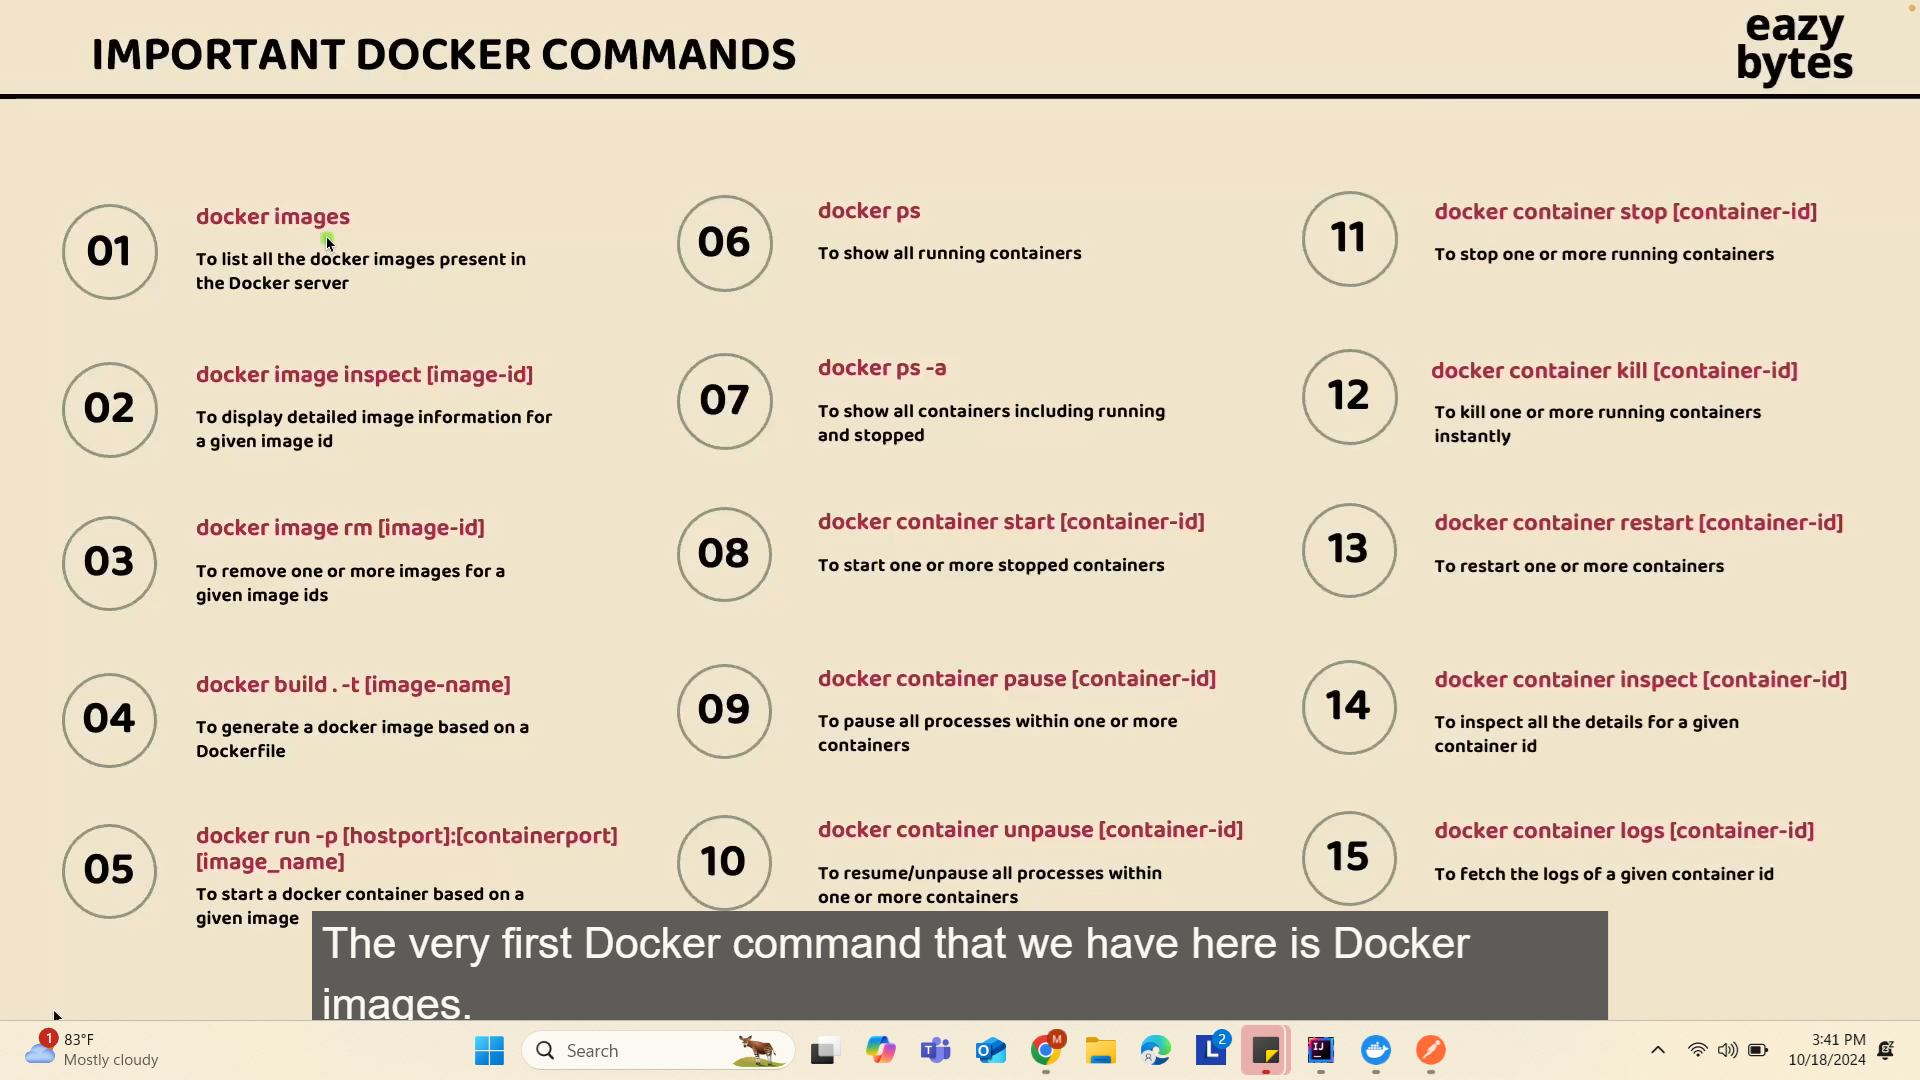 IMPORTANT DOCKER COMMANDS
eazy
bytes
01
docker images
To list all the docker images present in
the Docker server
02
docker image inspect [image-id]
To display detailed image information for
a given image id
03
docker image rm [image-id]
To remove one or more images for a
given image ids
04
docker build . -t [image-name]
To generate a docker image based on a
Dockerfile
05
docker run -p [hostport]:[containerport]
[image_name]
To start a docker container based on a
given image
06
docker ps
To show all running containers
07
docker ps -a
To show all containers including running
and stopped
08
docker container start [container-id]
To start one or more stopped containers
09
docker container pause [container-id]
To pause all processes within one or more
containers
10
docker container unpause [container-id]
To resume/unpause all processes within
one or more containers
11
docker container stop [container-id]
To stop one or more running containers
12
docker container kill [container-id]
To kill one or more running containers
instantly
13
docker container restart [container-id]
To restart one or more containers
14
docker container inspect [container-id]
To inspect all the details for a given
container id
15
docker container logs [container-id]
To fetch the logs of a given container id
The very first Docker command that we have here is Docker
images.
1
83°F
Mostly cloudy
Search
M
L
2
IJ
3:41 PM
10/18/2024